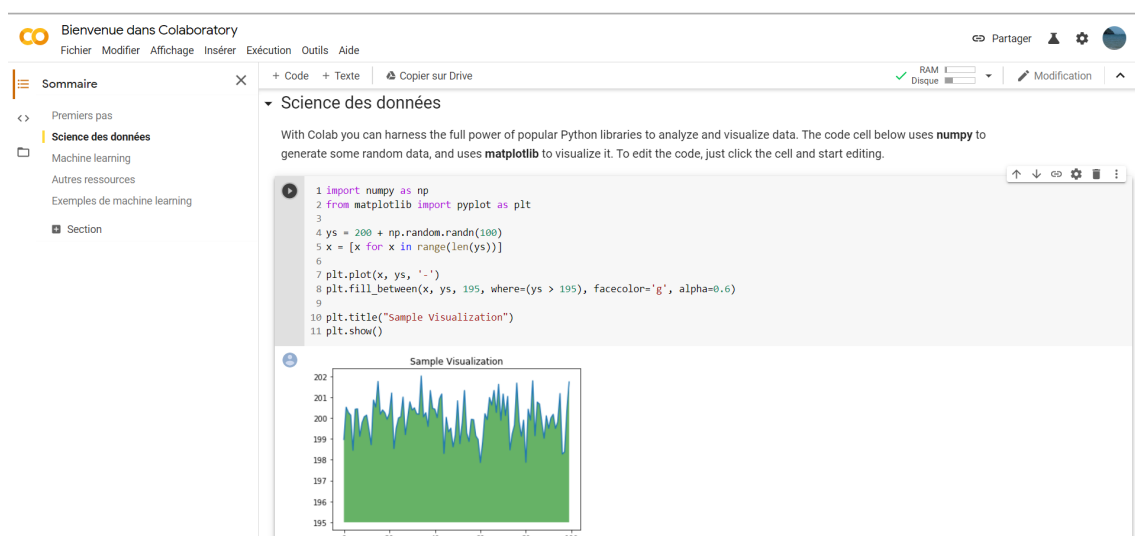 Bienvenue dans Colaboratory
Fichier Modifier Affichage Insérer Exécution Outils Aide
Partager
Sommaire
Premiers pas
Science des données
Machine learning
Autres ressources
Exemples de machine learning
Section
+ Code + Texte Copier sur Drive
RAM
Disque
Modification
Science des données
With Colab you can harness the full power of popular Python libraries to analyze and visualize data. The code cell below uses numpy to
generate some random data, and uses matplotlib to visualize it. To edit the code, just click the cell and start editing.
1 import numpy as np
2 from matplotlib import pyplot as plt
3
4 ys = 200 + np.random.randn(100)
5 x = [x for x in range(len(ys))]
6
7 plt.plot(x, ys, '-')
8 plt.fill_between(x, ys, 195, where=(ys > 195), facecolor='g', alpha=0.6)
9
10 plt.title("Sample Visualization")
11 plt.show()
Sample Visualization
202
201
200
199
198
197
196
195